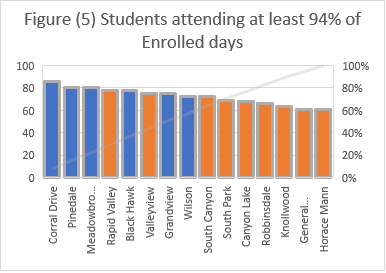 Figure (5) Students attending at least 94% of
Enrolled days
100
80
60
40
20
0
100%
80%
60%
40%
20%
0%
Corral Drive
Pinedale
Meadowbro...
Rapid Valley
Black Hawk
Valleyview
Grandview
Wilson
South Canyon
South Park
Canyon Lake
Robbinsdale
Knollwood
General...
Horace Mann